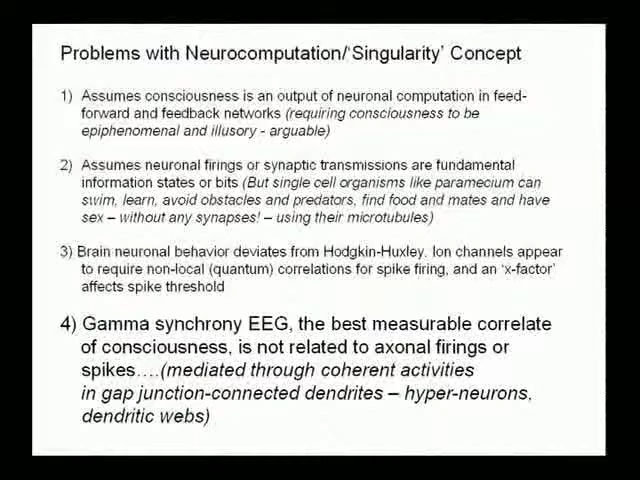 Problems with Neurocomputation/'Singularity' Concept
1) Assumes consciousness is an output of neuronal computation in feed-
forward and feedback networks (requiring consciousness to be
epiphenomenal and illusory - arguable)
2) Assumes neuronal firings or synaptic transmissions are fundamental
information states or bits (But single cell organisms like paramecium can
swim, learn, avoid obstacles and predators, find food and mates and have
sex – without any synapses! – using their microtubules)
3) Brain neuronal behavior deviates from Hodgkin-Huxley. Ion channels appear
to require non-local (quantum) correlations for spike firing, and an 'x-factor'
affects spike threshold
4) Gamma synchrony EEG, the best measurable correlate
of consciousness, is not related to axonal firings or
spikes….(mediated through coherent activities
in gap junction-connected dendrites – hyper-neurons,
dendritic webs)